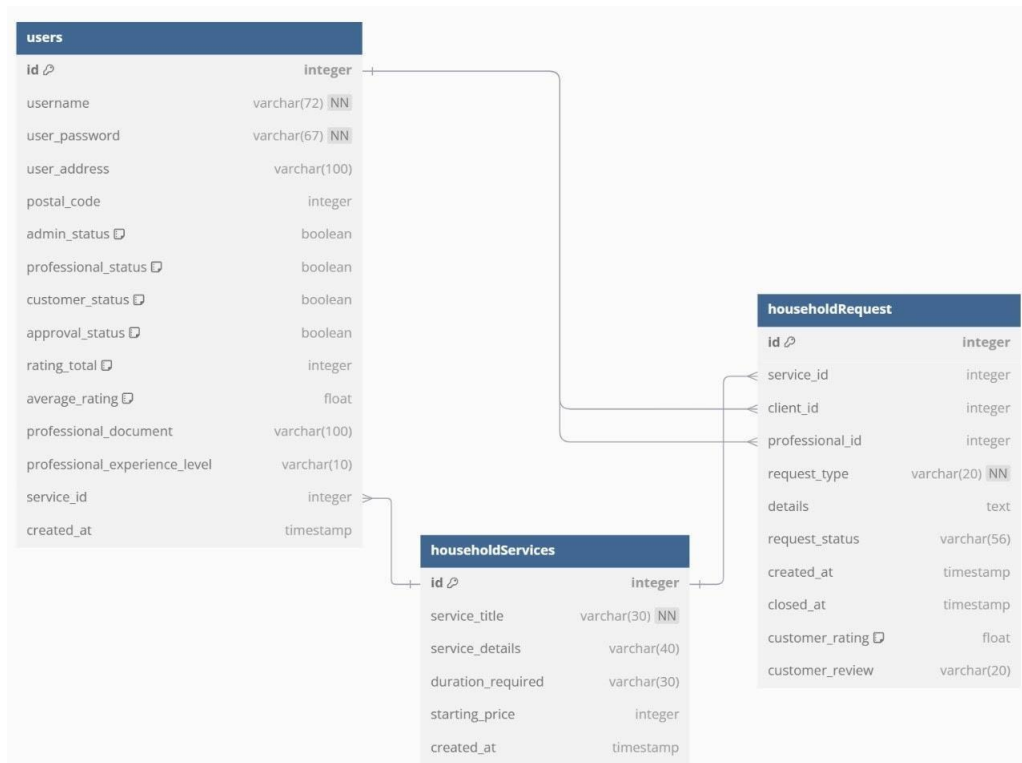 users
id integer
username varchar(72) NN
user_password varchar(67) NN
user_address varchar(100)
postal_code integer
admin_status boolean
professional_status boolean
customer_status boolean
approval_status boolean
rating_total integer
average_rating float
professional_document varchar(100)
professional_experience_level varchar(10)
service_id integer
created_at timestamp
householdServices
id integer
service_title varchar(30) NN
service_details varchar(40)
duration_required varchar(30)
starting_price integer
created_at timestamp
householdRequest
id integer
service_id integer
client_id integer
professional_id integer
request_type varchar(20) NN
details text
request_status varchar(56)
created_at timestamp
closed_at timestamp
customer_rating float
customer_review varchar(20)